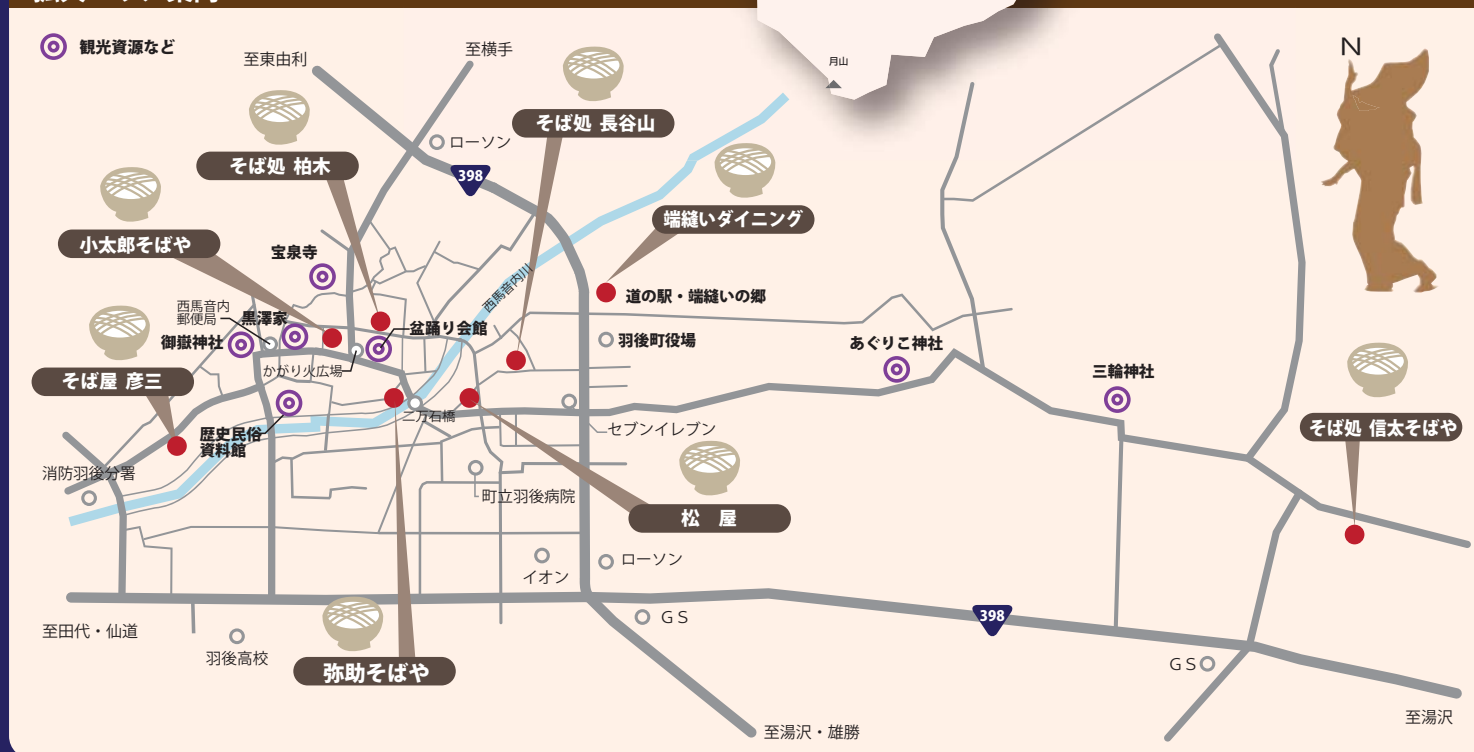 観光資源など
至東由利
至横手
月山
N
ローソン
そば処 長谷山
そば処 柏木
398
端縫いダイニング
小太郎そばや
宝泉寺
西馬音内川
道の駅・端縫いの郷
西馬音内
郵便局
黒澤家
盆踊り会館
御嶽神社
羽後町役場
あぐりこ神社
かがり火広場
三輪神社
そば屋 彦三
二万石橋
セブンイレブン
そば処 信太そばや
歴史民俗
資料館
消防羽後分署
町立羽後病院
松 屋
イオン
ローソン
GS
398
至田代・仙道
羽後高校
弥助そばや
GS
至湯沢
至湯沢・雄勝